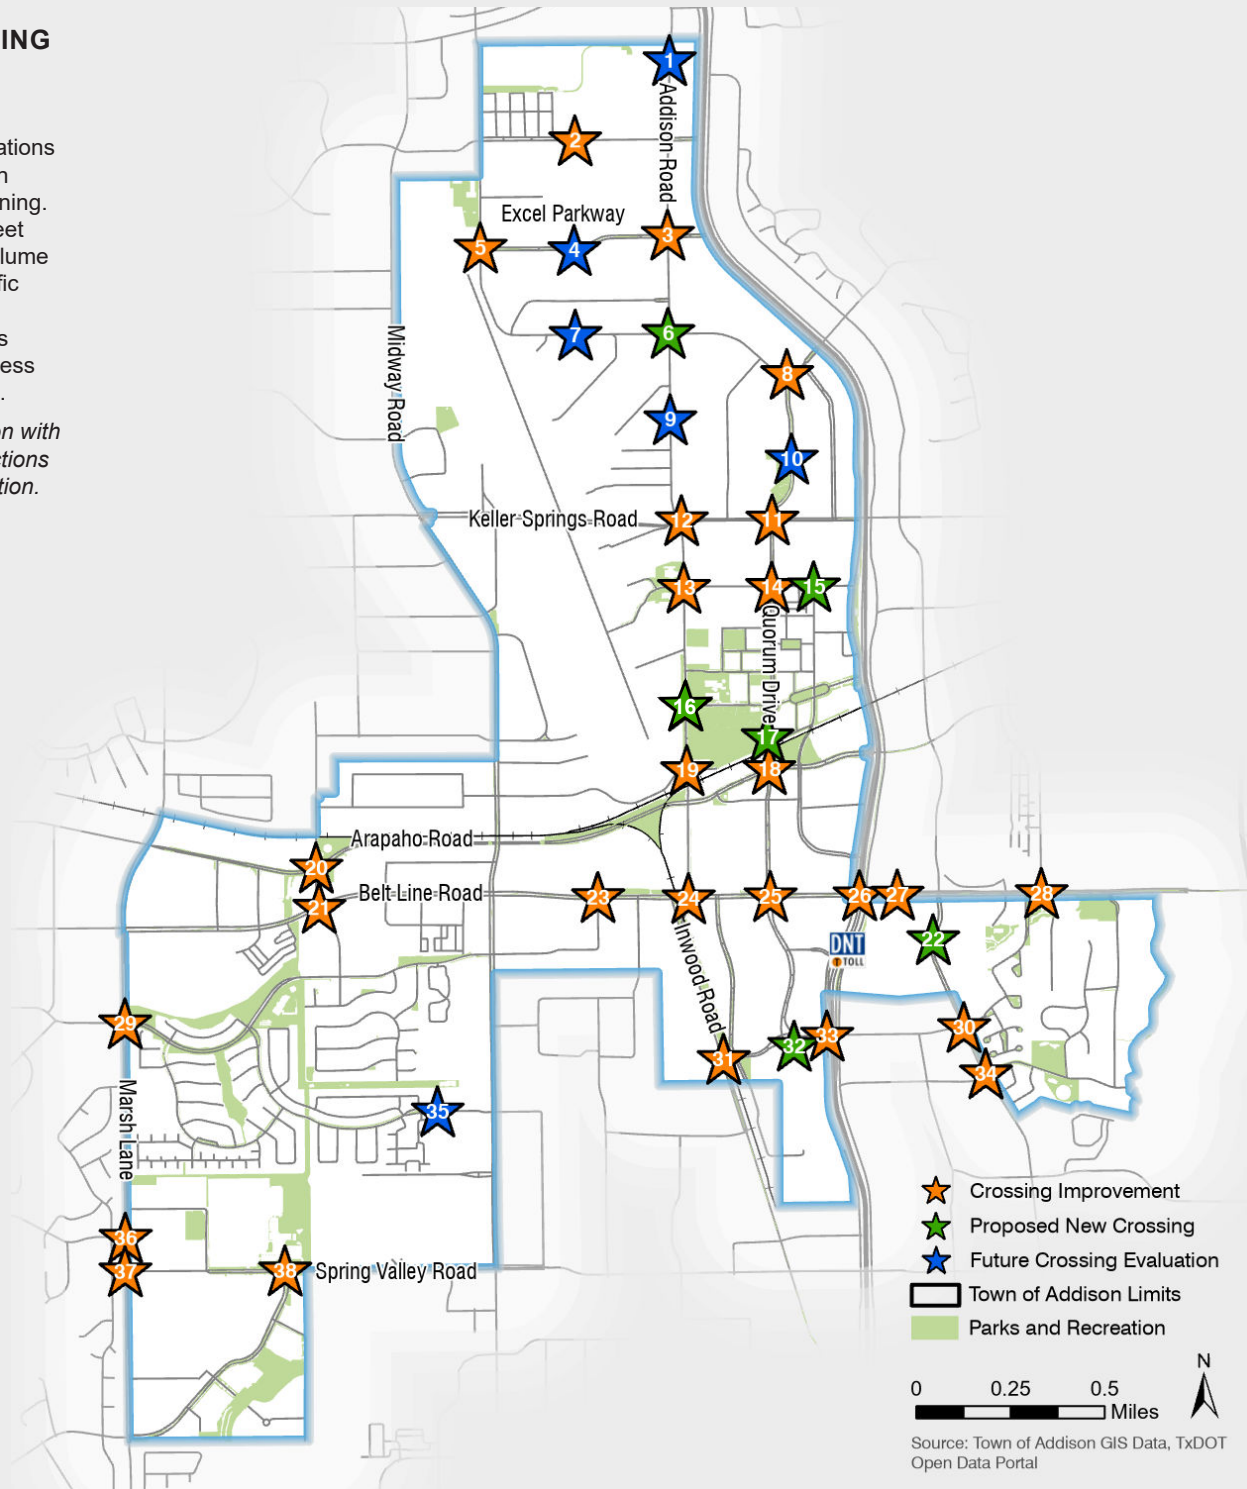 ING
ations
n
ning.
eet
lume
fic
s
ess
.
on with
ctions
tion.
1
Addison Road
2
Excel Parkway
3
4
5
6
7
Midway Road
8
9
10
Keller Springs Road
12
11
13
14
15
Quorum Drive
16
17
18
19
Arapaho Road
20
Belt Line Road
21
23
24
25
26
27
28
22
DNT
TOLL
Inwood Road
29
30
31
32
33
34
Marsh Lane
35
36
37
38
Spring Valley Road
Crossing Improvement
Proposed New Crossing
Future Crossing Evaluation
Town of Addison Limits
Parks and Recreation
N
0 0.25 0.5
Miles
Source: Town of Addison GIS Data, TxDOT
Open Data Portal